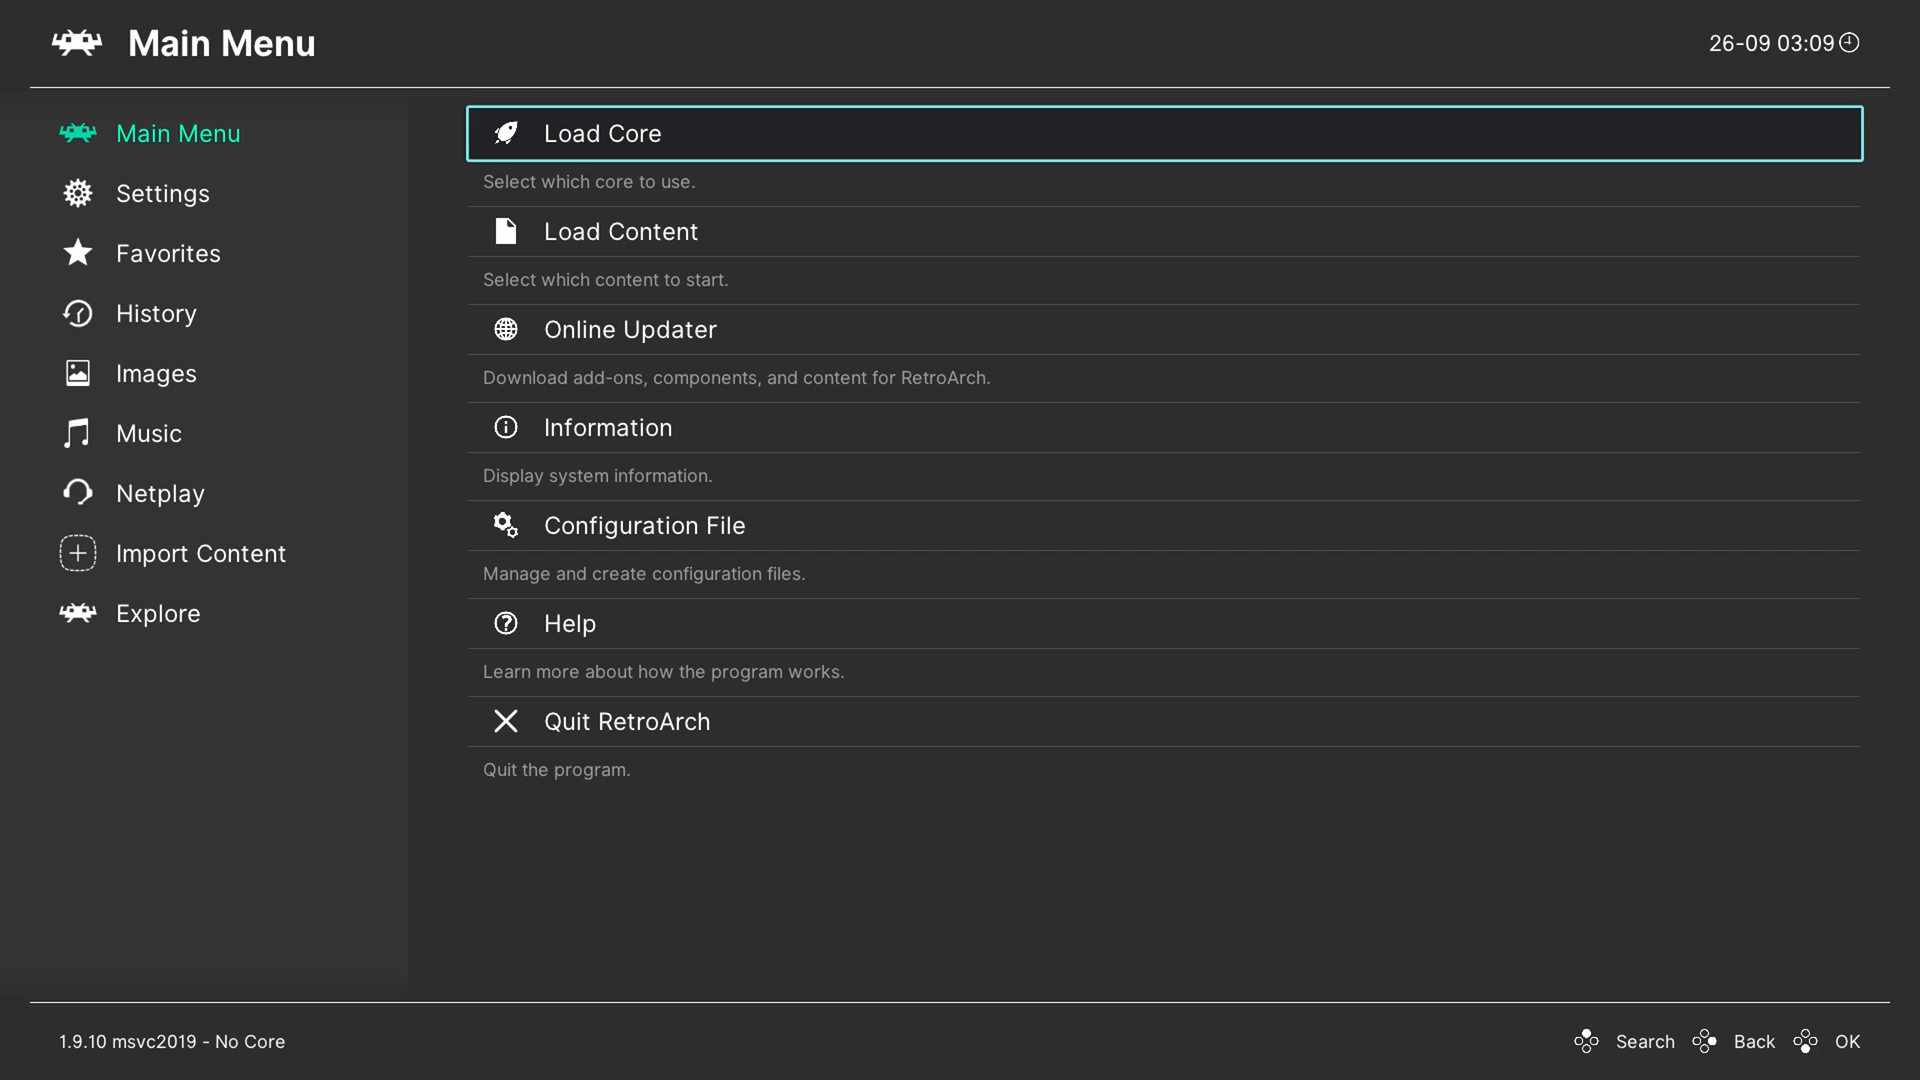 Main Menu
26-09 03:09
Main Menu
Settings
Favorites
History
Images
Music
Netplay
Import Content
Explore
Load Core
Select which core to use.
Load Content
Select which content to start.
Online Updater
Download add-ons, components, and content for RetroArch.
Information
Display system information.
Configuration File
Manage and create configuration files.
Help
Learn more about how the program works.
Quit RetroArch
Quit the program.
1.9.10 msvc2019 - No Core
Search Back OK